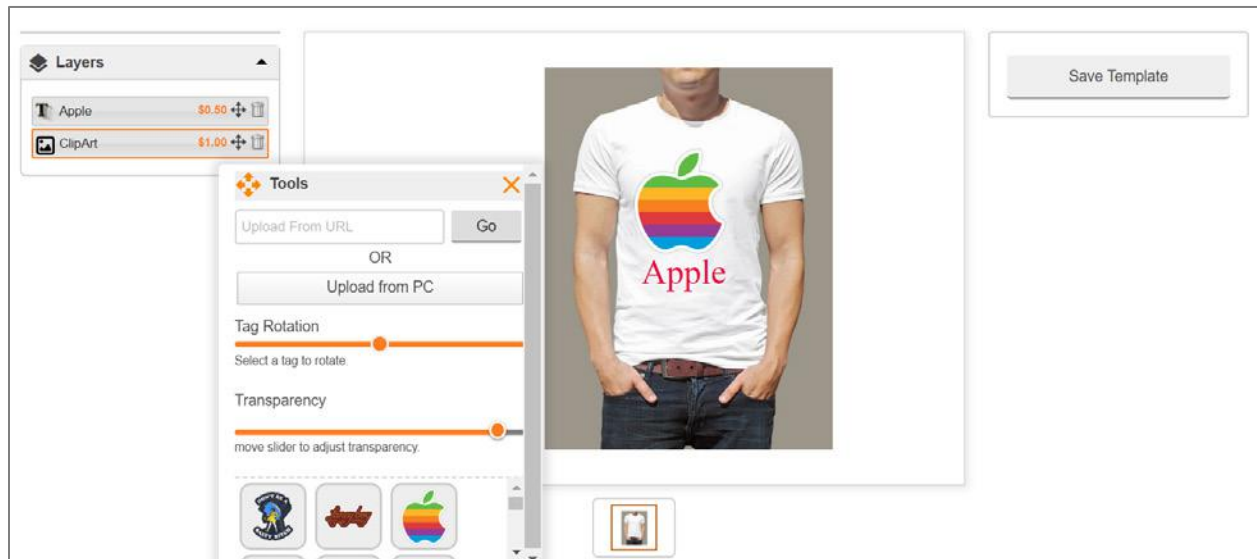 Layers
Apple $0.50
ClipArt $1.00
Tools
Upload From URL Go
OR
Upload from PC
Tag Rotation
Select a tag to rotate.
Transparency
move slider to adjust transparency.
Apple
Save Template